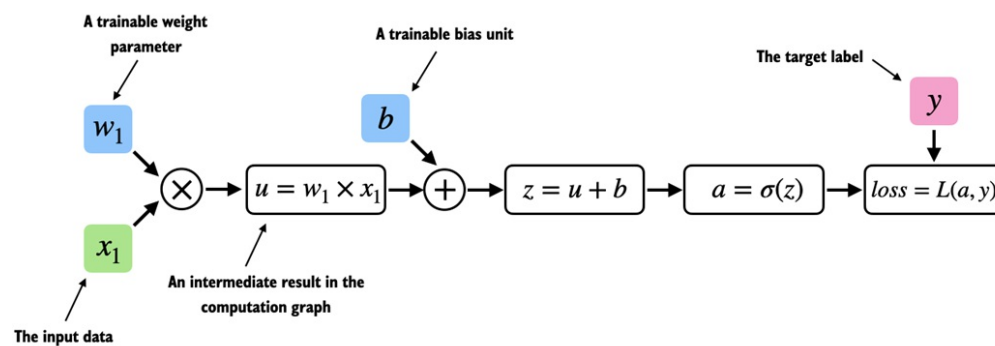 A trainable weight
parameter
A trainable bias unit
The target label
w₁
b
y
×
u = w₁ × x₁
+
z = u + b
a = σ(z)
loss = L(a, y)
x₁
An intermediate result in the
computation graph
The input data